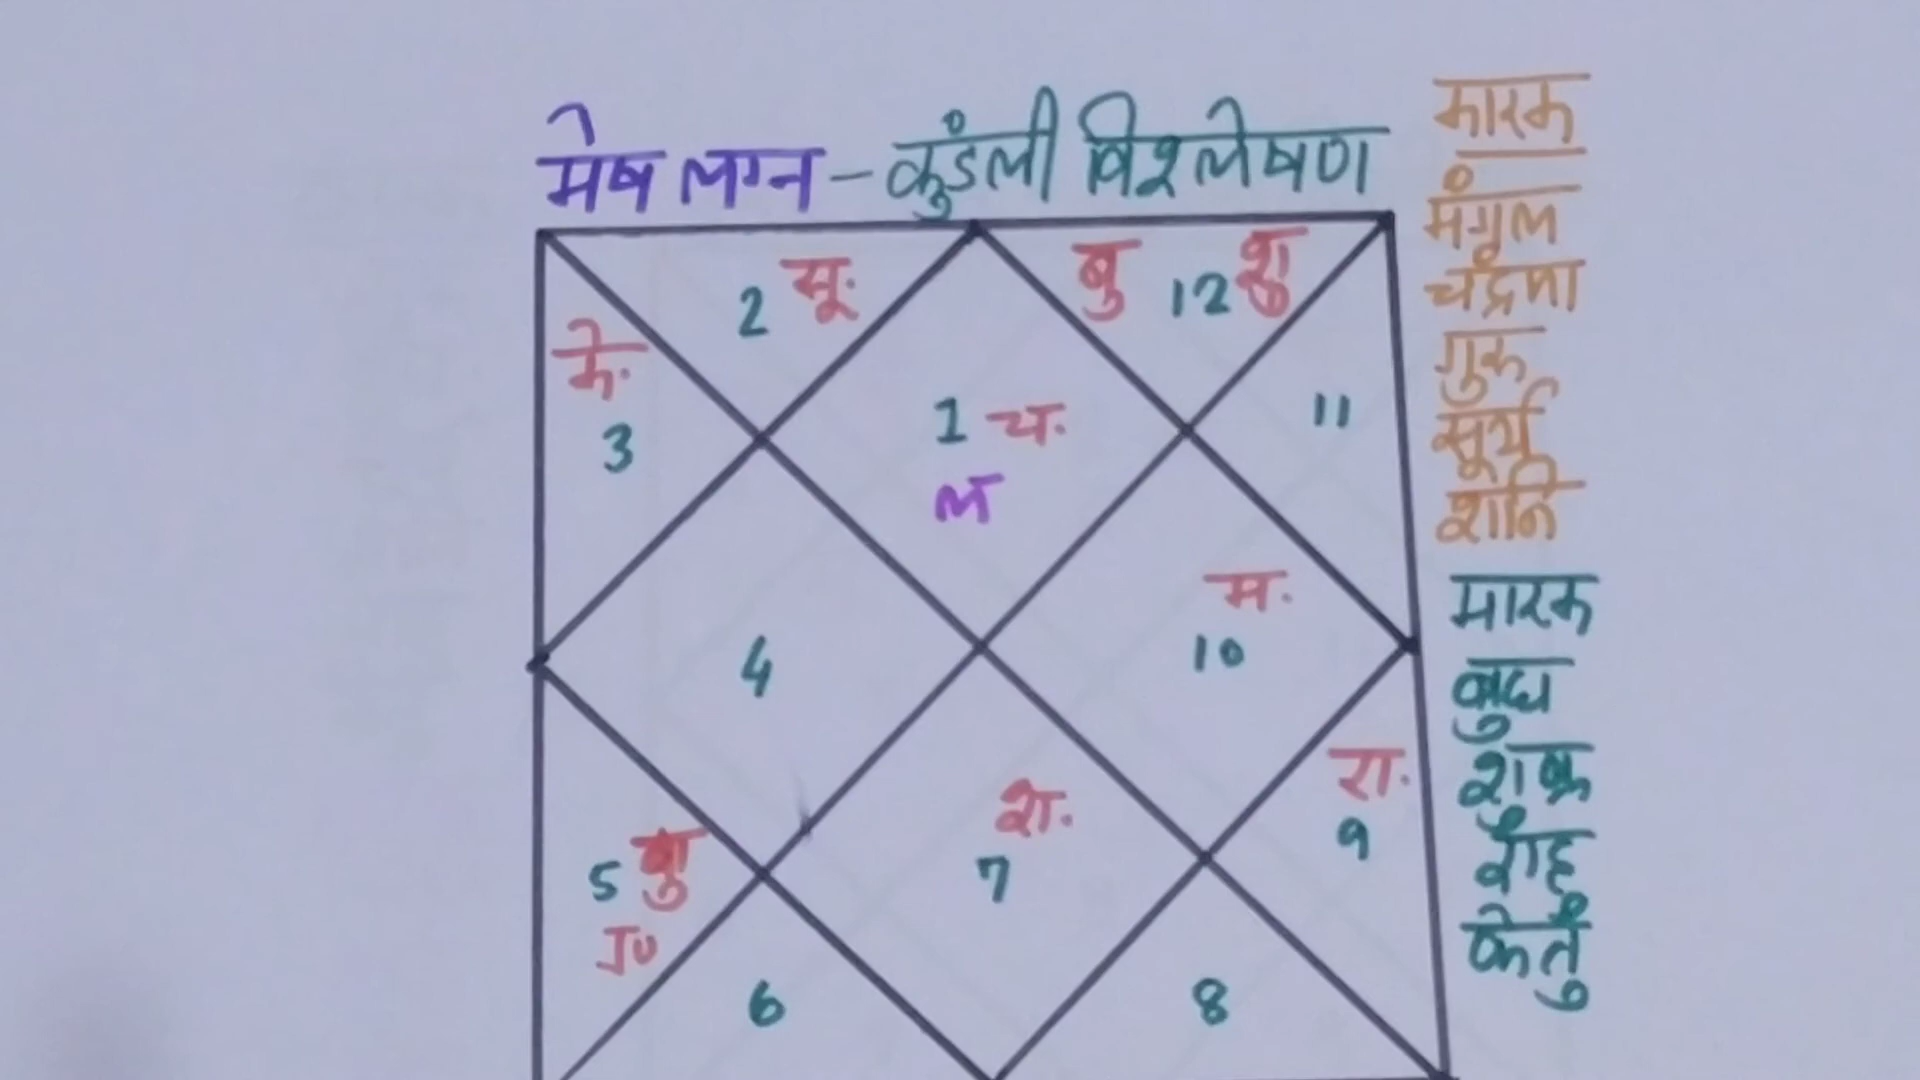 मेष लग्न - कुंडली विश्लेषण
2 सू.
बु 12 शु
के.
3
1 च.
ल
11
4
म.
10
5 गु
JU
श.
7
रा.
9
6
8
कारक
मंगल
चंद्रमा
गुरू
सूर्य
शनि
मारक
बुध
शुक्र
राहु
केतु